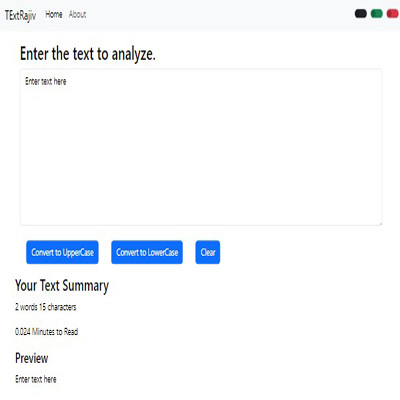 TExtRajiv Home About
Enter the text to analyze.
Enter text here
Convert to UpperCase Convert to LowerCase Clear
Your Text Summary
2 words 15 characters
0.024 Minutes to Read
Preview
Enter text here